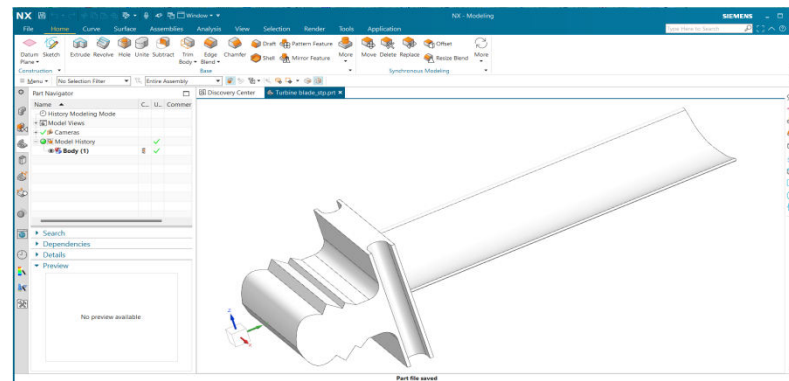 NX
Window
NX - Modeling
SIEMENS
File Home Curve Surface Assemblies Analysis View Selection Render Tools Application
Type Here to Search
Datum Plane Sketch Extrude Revolve Hole Unite Subtract Trim Body Edge Blend Chamfer Draft Pattern Feature More Move Delete Replace Offset More
Shell Mirror Feature Resize Blend
Construction Base Synchronous Modeling
Menu No Selection Filter Entire Assembly
Part Navigator
Discovery Center Turbine blade_stp.prt
Name C.. U.. Commer
History Modeling Mode
Model Views
Cameras
Model History
Body (1)
Search
Dependencies
Details
Preview
No preview available
Part file saved